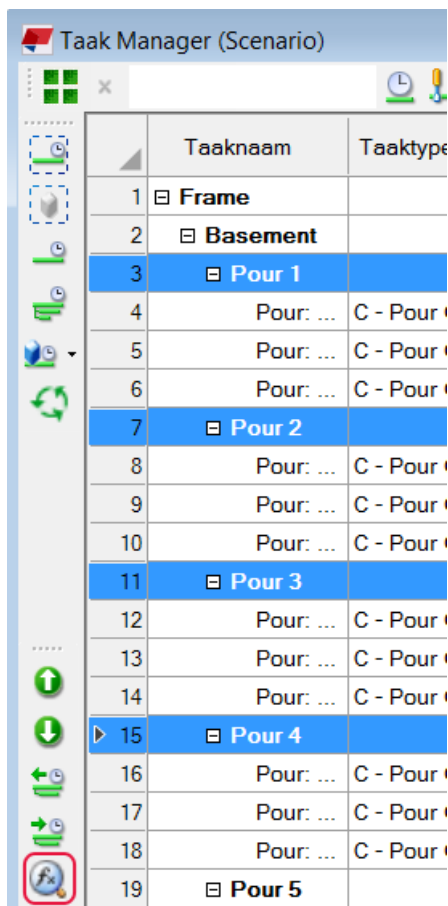 Taak Manager (Scenario)
Taaknaam Taaktype
1 Frame
2 Basement
3 Pour 1
4 Pour: ... C - Pour
5 Pour: ... C - Pour
6 Pour: ... C - Pour
7 Pour 2
8 Pour: ... C - Pour
9 Pour: ... C - Pour
10 Pour: ... C - Pour
11 Pour 3
12 Pour: ... C - Pour
13 Pour: ... C - Pour
14 Pour: ... C - Pour
15 Pour 4
16 Pour: ... C - Pour
17 Pour: ... C - Pour
18 Pour: ... C - Pour
19 Pour 5
fx